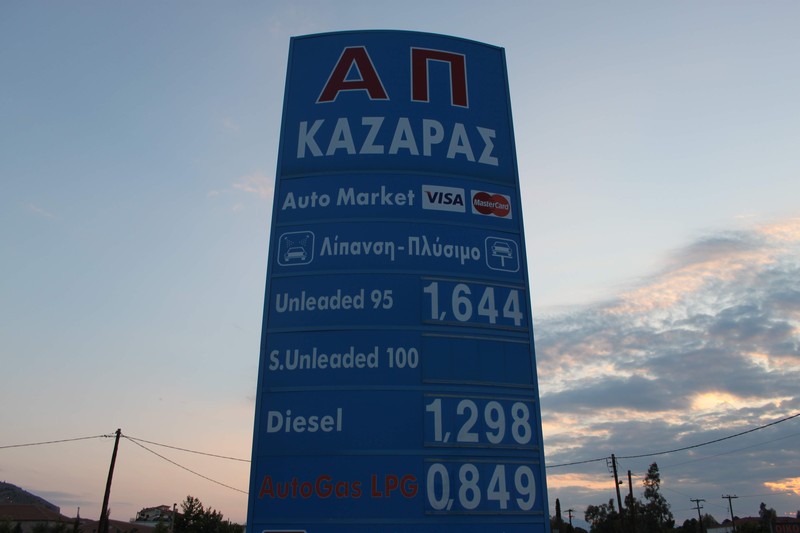 ΑΠ
ΚΑΖΑΡΑΣ
Auto Market VISA MasterCard
Λίπανση-Πλύσιμο
Unleaded 95 1,644
S.Unleaded 100
Diesel 1,298
AutoGas LPG 0,849